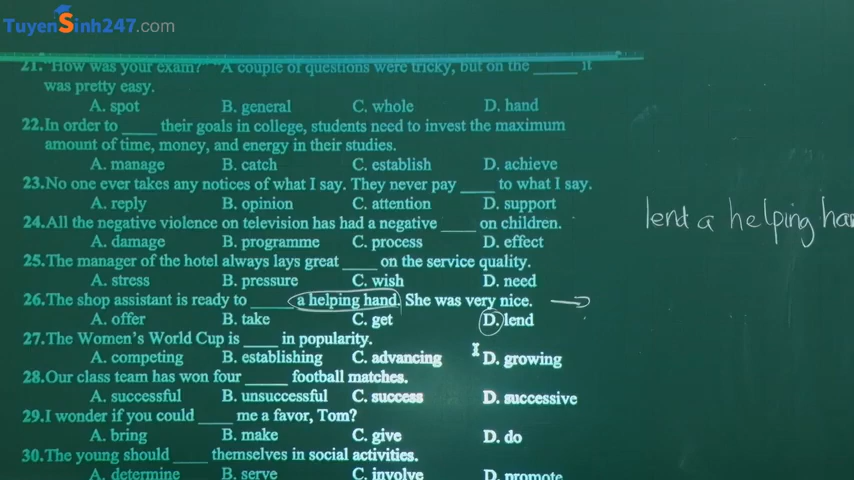 TuyenSinh247.com
21. "How was your exam?" "A couple of questions were tricky, but on the _____ it
was pretty easy.
A. spot B. general C. whole D. hand
22.In order to ____ their goals in college, students need to invest the maximum
amount of time, money, and energy in their studies.
A. manage B. catch C. establish D. achieve
23.No one ever takes any notices of what I say. They never pay ____ to what I say.
A. reply B. opinion C. attention D. support
24.All the negative violence on television has had a negative ____ on children.
A. damage B. programme C. process D. effect
25.The manager of the hotel always lays great ____ on the service quality.
A. stress B. pressure C. wish D. need
26.The shop assistant is ready to _____ a helping hand. She was very nice.
A. offer B. take C. get D. lend
lend a helping
27.The Women's World Cup is ____ in popularity.
A. competing B. establishing C. advancing D. growing
28.Our class team has won four _____ football matches.
A. successful B. unsuccessful C. success D. successive
29.I wonder if you could ____ me a favor, Tom?
A. bring B. make C. give D. do
30.The young should ____ themselves in social activities.
A. determine B. serve C. involve D. promote